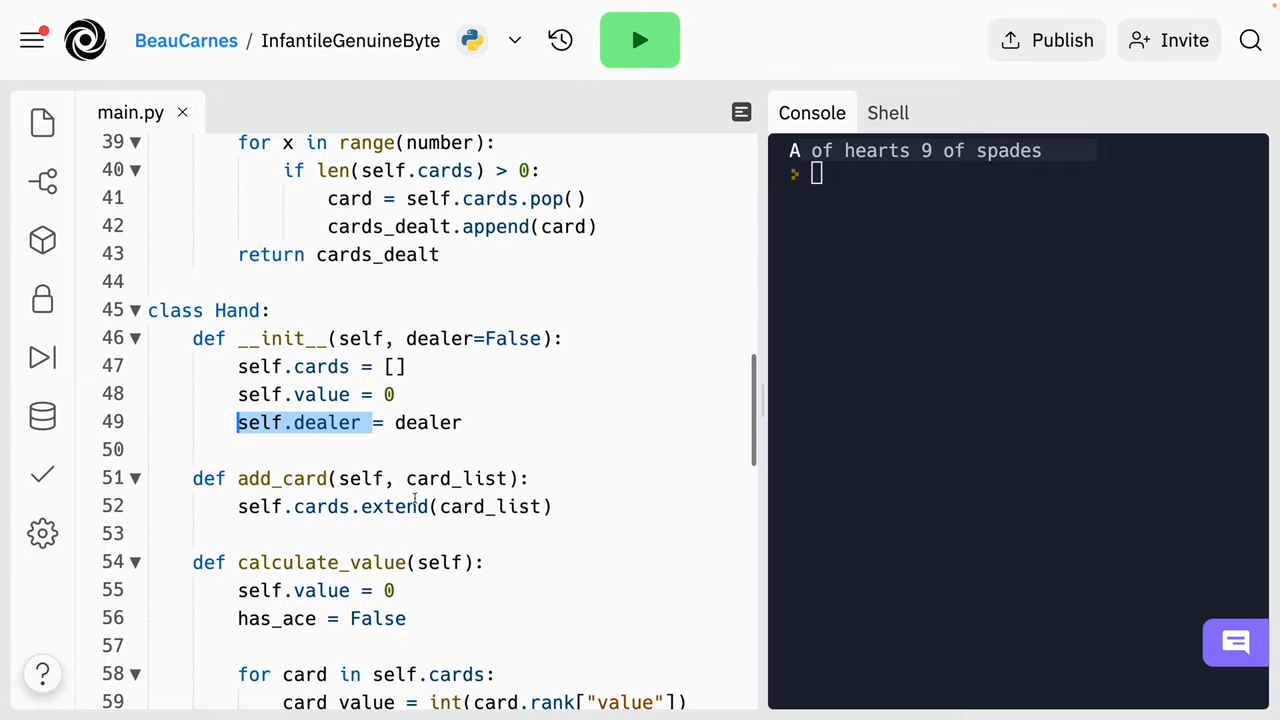 BeauCarnes / InfantileGenuineByte
Publish
Invite
main.py
Console
Shell
39 for x in range(number):
40 if len(self.cards) > 0:
41 card = self.cards.pop()
42 cards_dealt.append(card)
43 return cards_dealt
44
45 class Hand:
46 def __init__(self, dealer=False):
47 self.cards = []
48 self.value = 0
49 self.dealer = dealer
50
51 def add_card(self, card_list):
52 self.cards.extend(card_list)
53
54 def calculate_value(self):
55 self.value = 0
56 has_ace = False
57
58 for card in self.cards:
59 card_value = int(card.rank["value"])
A of hearts 9 of spades
?